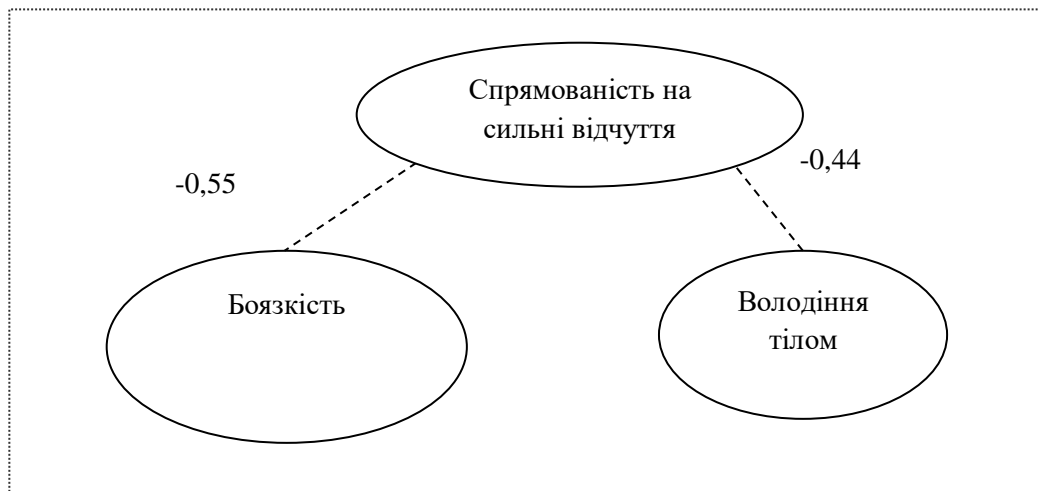 Спрямованість на
сильні відчуття
-0,55
-0,44
Боязкість
Володіння
тілом